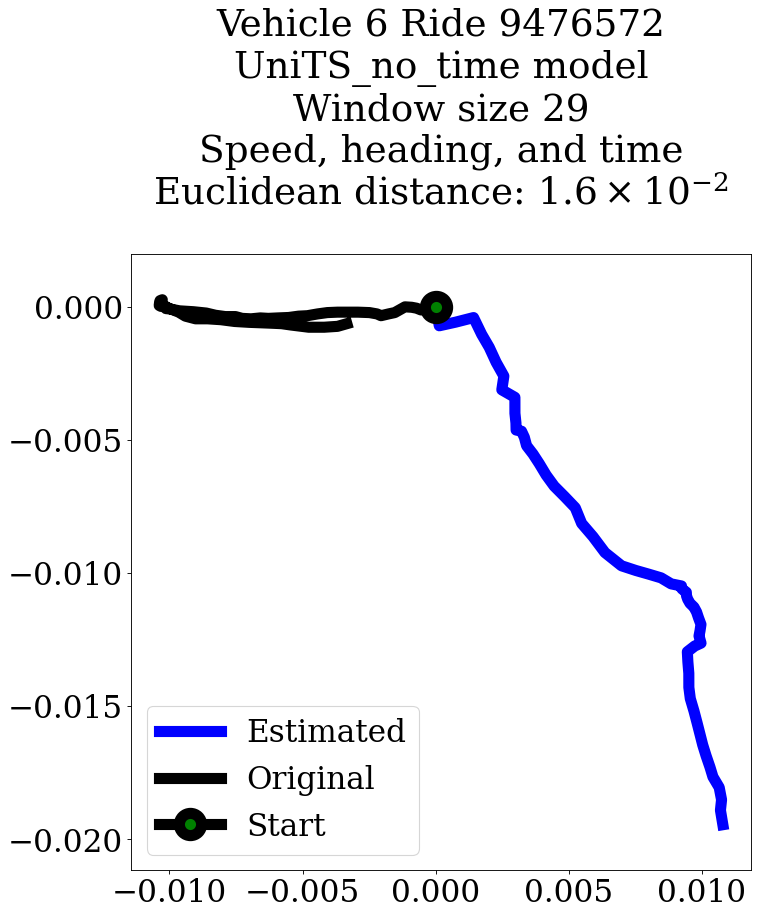 Vehicle 6 Ride 9476572
UniTS_no_time model
Window size 29
Speed, heading, and time
Euclidean distance: 1.6 × 10⁻²
0.000
−0.005
−0.010
−0.015
−0.020
Estimated
Original
Start
−0.010 −0.005 0.000 0.005 0.010